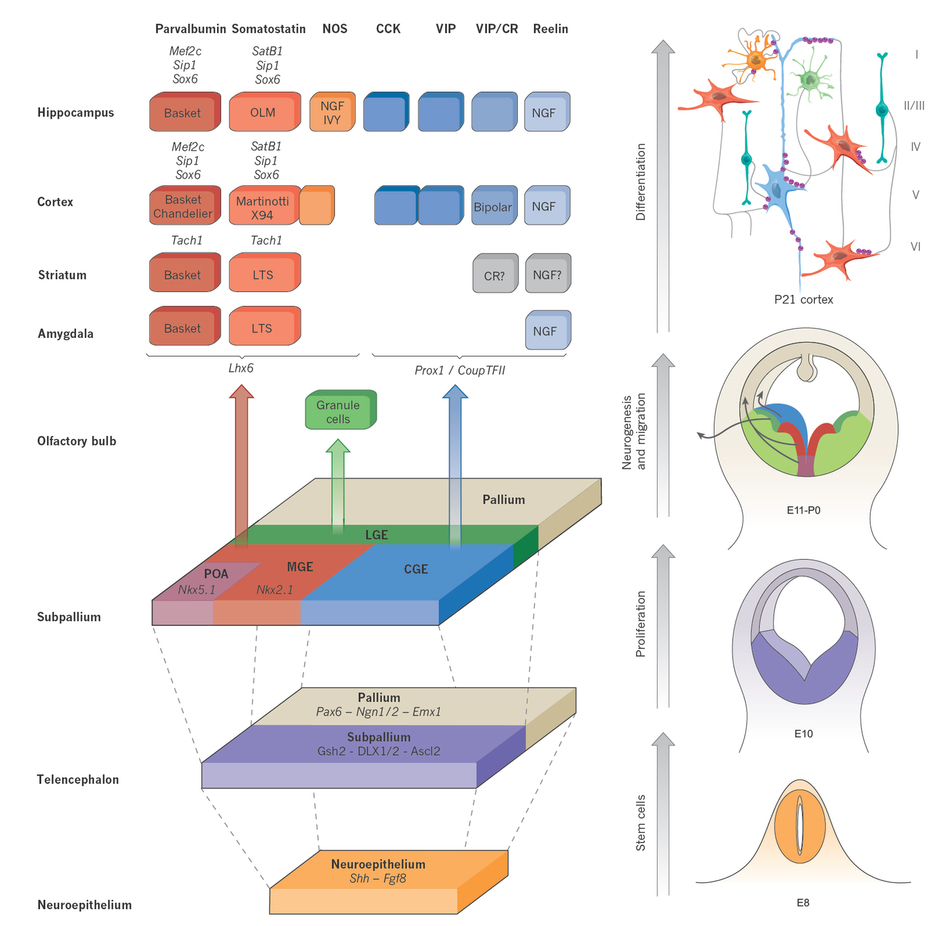 Parvalbumin Somatostatin NOS CCK VIP VIP/CR Reelin
Mef2c SatB1
Sip1 Sip1
Sox6 Sox6
Hippocampus
Basket
OLM
NGF
IVY
NGF
Mef2c SatB1
Sip1 Sip1
Sox6 Sox6
Cortex
Basket
Chandelier
Martinotti
X94
Bipolar
NGF
Tach1 Tach1
Striatum
Basket
LTS
CR?
NGF?
Amygdala
Basket
LTS
NGF
Lhx6
Prox1 / CoupTFII
Granule
cells
Olfactory bulb
Pallium
LGE
POA
MGE
CGE
Nkx5.1
Nkx2.1
Subpallium
Pallium
Pax6 – Ngn1/2 – Emx1
Subpallium
Gsh2 - DLX1/2 - Ascl2
Telencephalon
Neuroepithelium
Shh – Fgf8
Neuroepithelium
Differentiation
I
II/III
IV
V
VI
P21 cortex
Neurogenesis
and migration
E11-P0
Proliferation
E10
Stem cells
E8